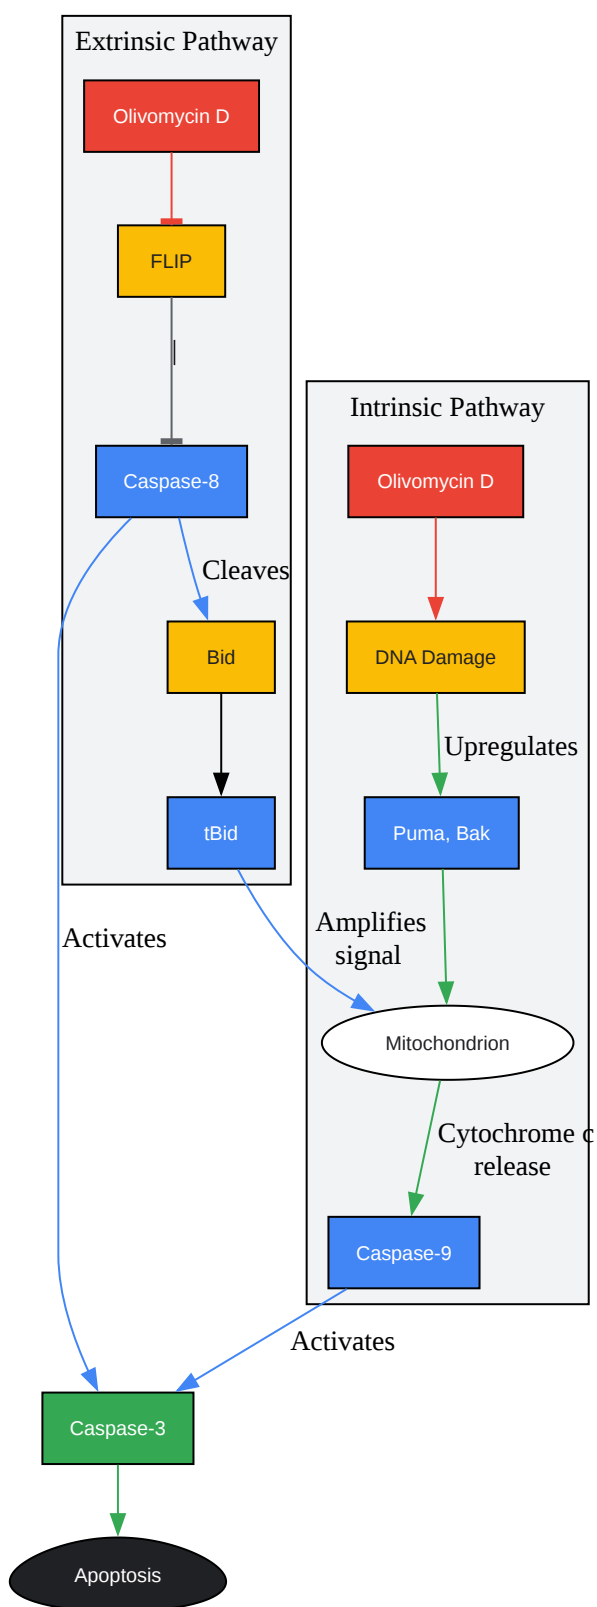 Extrinsic Pathway
Olivomycin D
FLIP
|
Caspase-8
Cleaves
Bid
tBid
Intrinsic Pathway
Olivomycin D
DNA Damage
Upregulates
Puma, Bak
Amplifies
signal
Mitochondrion
Cytochrome c
release
Caspase-9
Activates
Activates
Caspase-3
Apoptosis